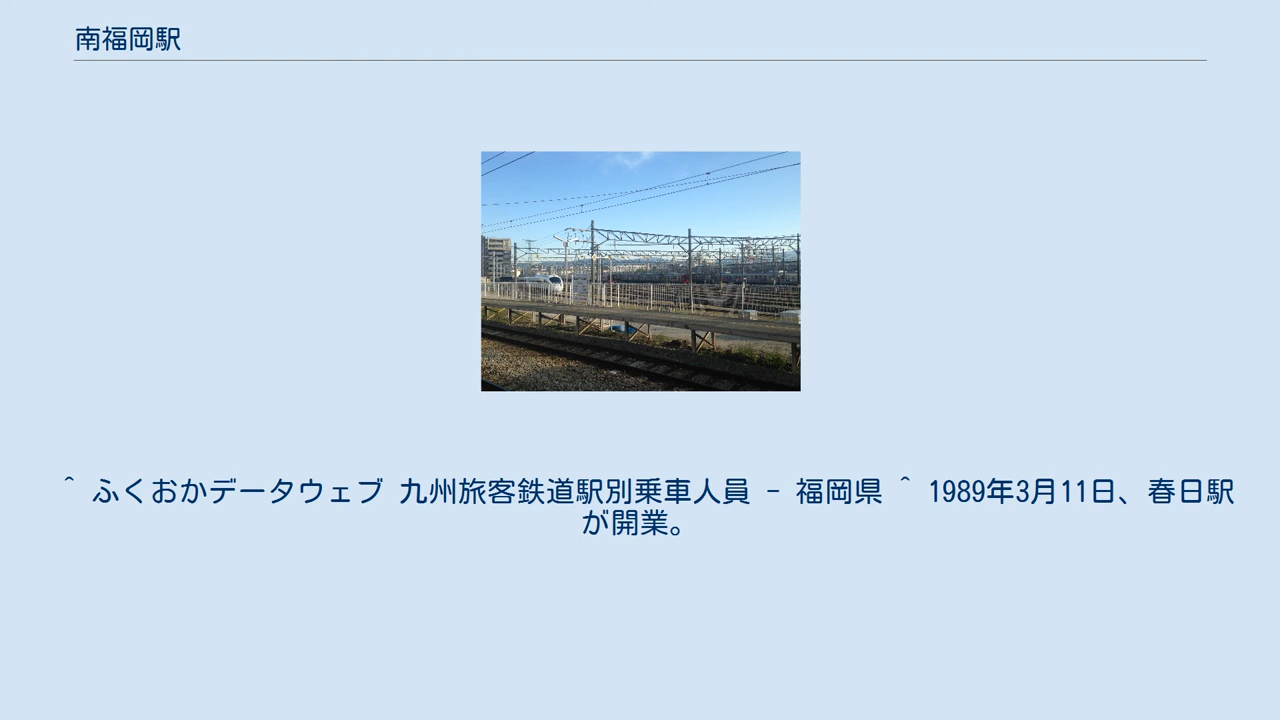 南福岡駅
^ ふくおかデータウェブ 九州旅客鉄道駅別乗車人員 - 福岡県 ^ 1989年3月11日、春日駅
が開業。